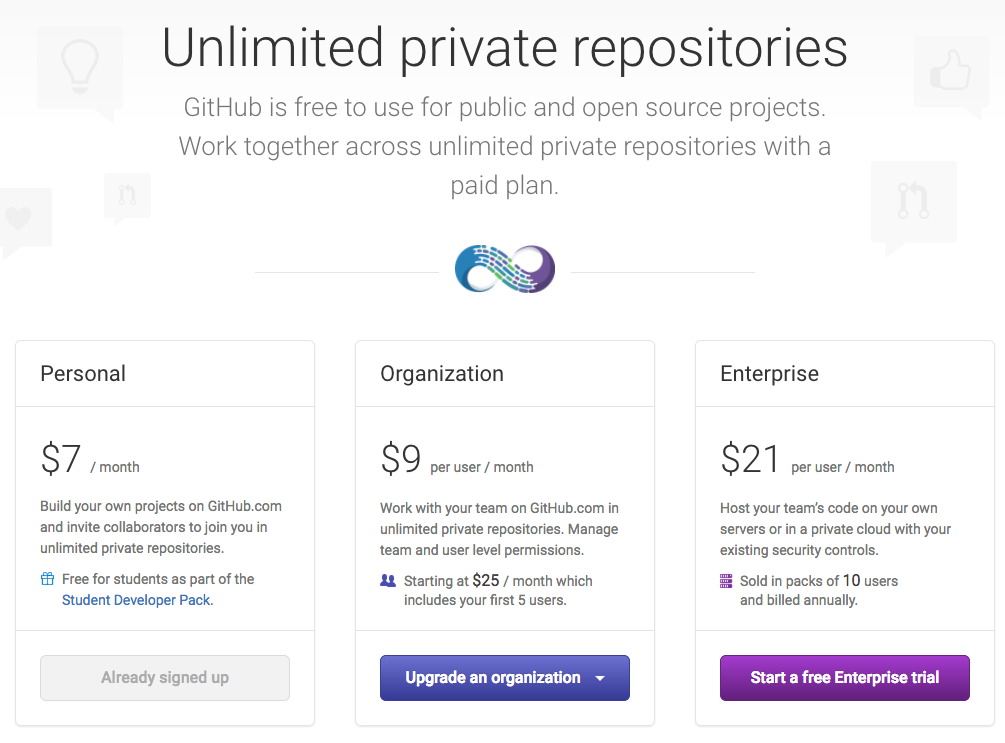 Unlimited private repositories
GitHub is free to use for public and open source projects.
Work together across unlimited private repositories with a
paid plan.
Personal
$7 / month
Build your own projects on GitHub.com
and invite collaborators to join you in
unlimited private repositories.
Free for students as part of the
Student Developer Pack.
Already signed up
Organization
$9 per user / month
Work with your team on GitHub.com in
unlimited private repositories. Manage
team and user level permissions.
Starting at $25 / month which
includes your first 5 users.
Upgrade an organization
Enterprise
$21 per user / month
Host your team’s code on your own
servers or in a private cloud with your
existing security controls.
Sold in packs of 10 users
and billed annually.
Start a free Enterprise trial